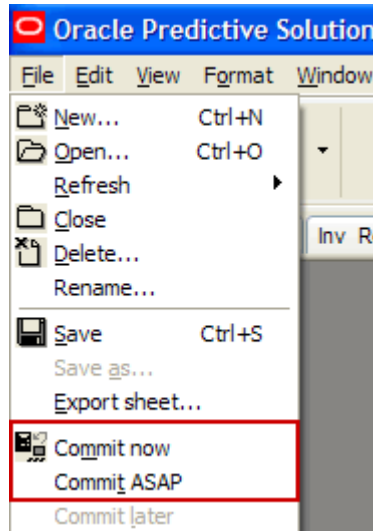 Oracle Predictive Solution
File Edit View Format Window
New... Ctrl+N
Open... Ctrl+O
Refresh
Close
Inv R
Delete...
Rename...
Save Ctrl+S
Save as...
Export sheet...
Commit now
Commit ASAP
Commit later